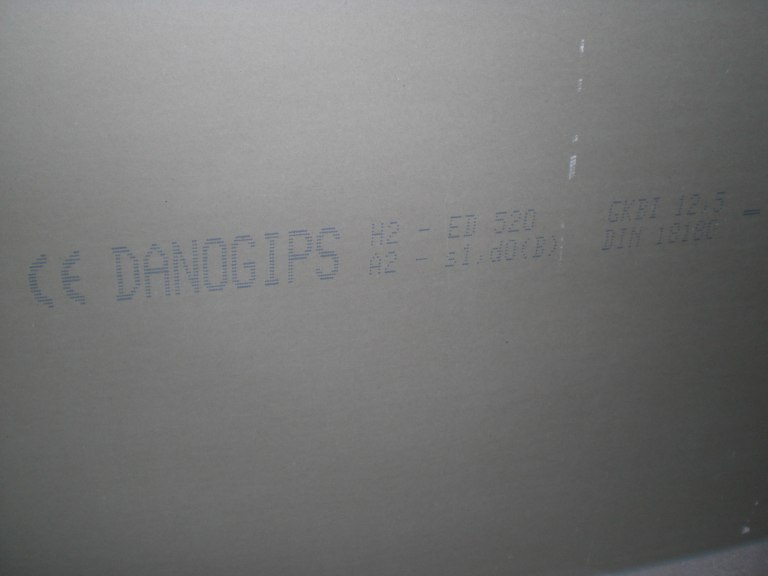 CE DANOGIPS
H2 - EN 520 GKBI 12,5
A2 - s1,d0(B) DIN 18180